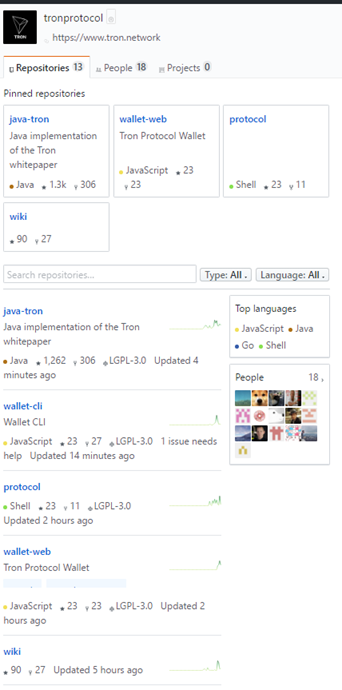 tronprotocol
TRON
https://www.tron.network
Repositories 13 People 18 Projects 0
Pinned repositories
java-tron
Java implementation
of the Tron
whitepaper
Java 1.3k 306
wallet-web
Tron Protocol Wallet
JavaScript 23
23
protocol
Shell 23 11
wiki
90 27
Search repositories...
Type: All .
Language: All .
java-tron
Java implementation of the Tron
whitepaper
Java 1,262 306 LGPL-3.0 Updated 4
minutes ago
wallet-cli
Wallet CLI
JavaScript 23 27 LGPL-3.0 1 issue needs
help Updated 14 minutes ago
protocol
Shell 23 11 LGPL-3.0
Updated 2 hours ago
wallet-web
Tron Protocol Wallet
JavaScript 23 23 LGPL-3.0 Updated 2
hours ago
wiki
90 27 Updated 5 hours ago
Top languages
JavaScript Java
Go Shell
People 18 ,